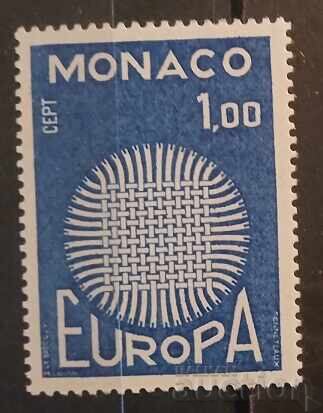 MONACO
CEPT
1,00
EUROPA